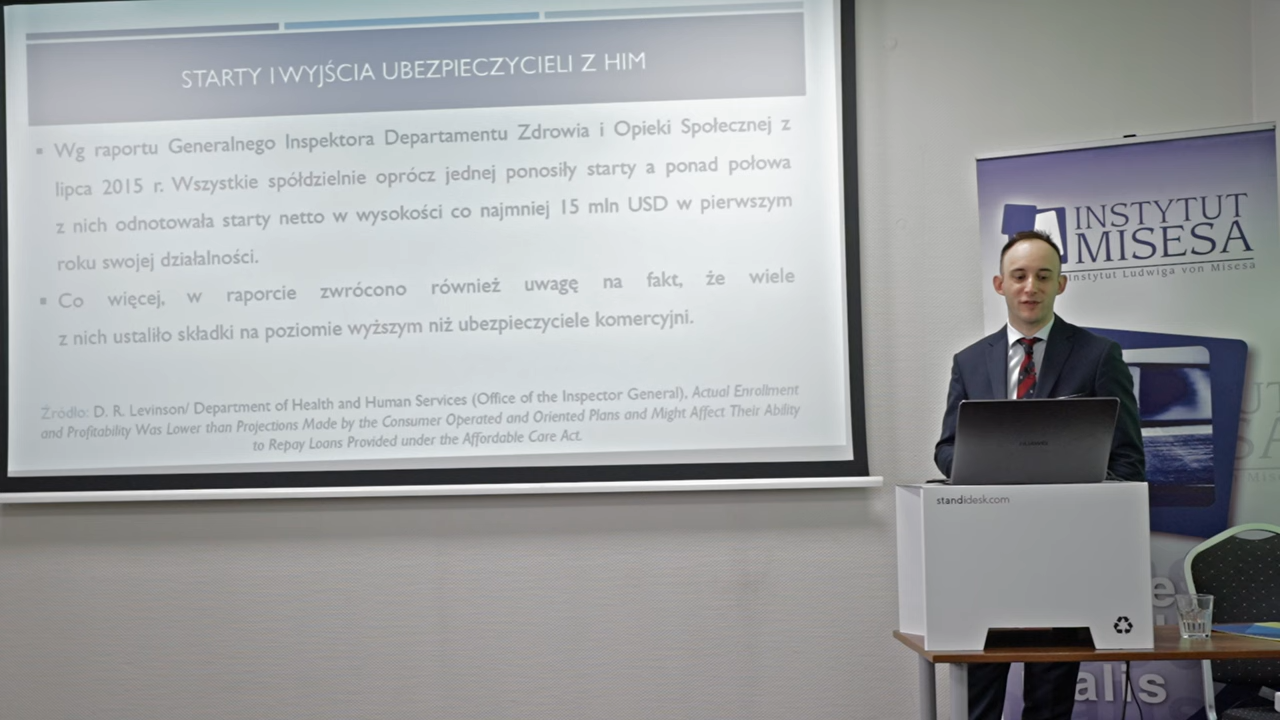 STARTY I WYJŚCIA UBEZPIECZYCIELI Z HIM
Wg raportu Generalnego Inspektora Departamentu Zdrowia i Opieki Społecznej z
lipca 2015 r. Wszystkie spółdzielnie oprócz jednej ponosiły starty a ponad połowa
z nich odnotowała starty netto w wysokości co najmniej 15 mln USD w pierwszym
roku swojej działalności.
Co więcej, w raporcie zwrócono również uwagę na fakt, że wiele
z nich ustaliło składki na poziomie wyższym niż ubezpieczyciele komercyjni.
Źródło: D. R. Levinson/ Department of Health and Human Services (Office of the Inspector General), Actual Enrollment
and Profitability Was Lower than Projections Made by the Consumer Operated and Oriented Plans and Might Affect Their Ability
to Repay Loans Provided under the Affordable Care Act.
INSTYTUT
MISESA
Instytut Ludwiga von Misesa
standidesk.com
alis